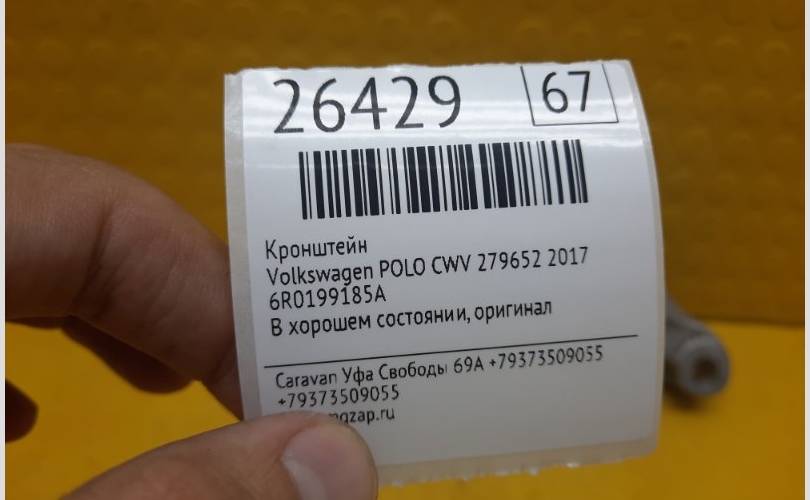 26429 67
Кронштейн
Volkswagen POLO CWV 279652 2017
6R0199185A
В хорошем состоянии, оригинал
Caravan Уфа Свободы 69А +79373509055
+79373509055